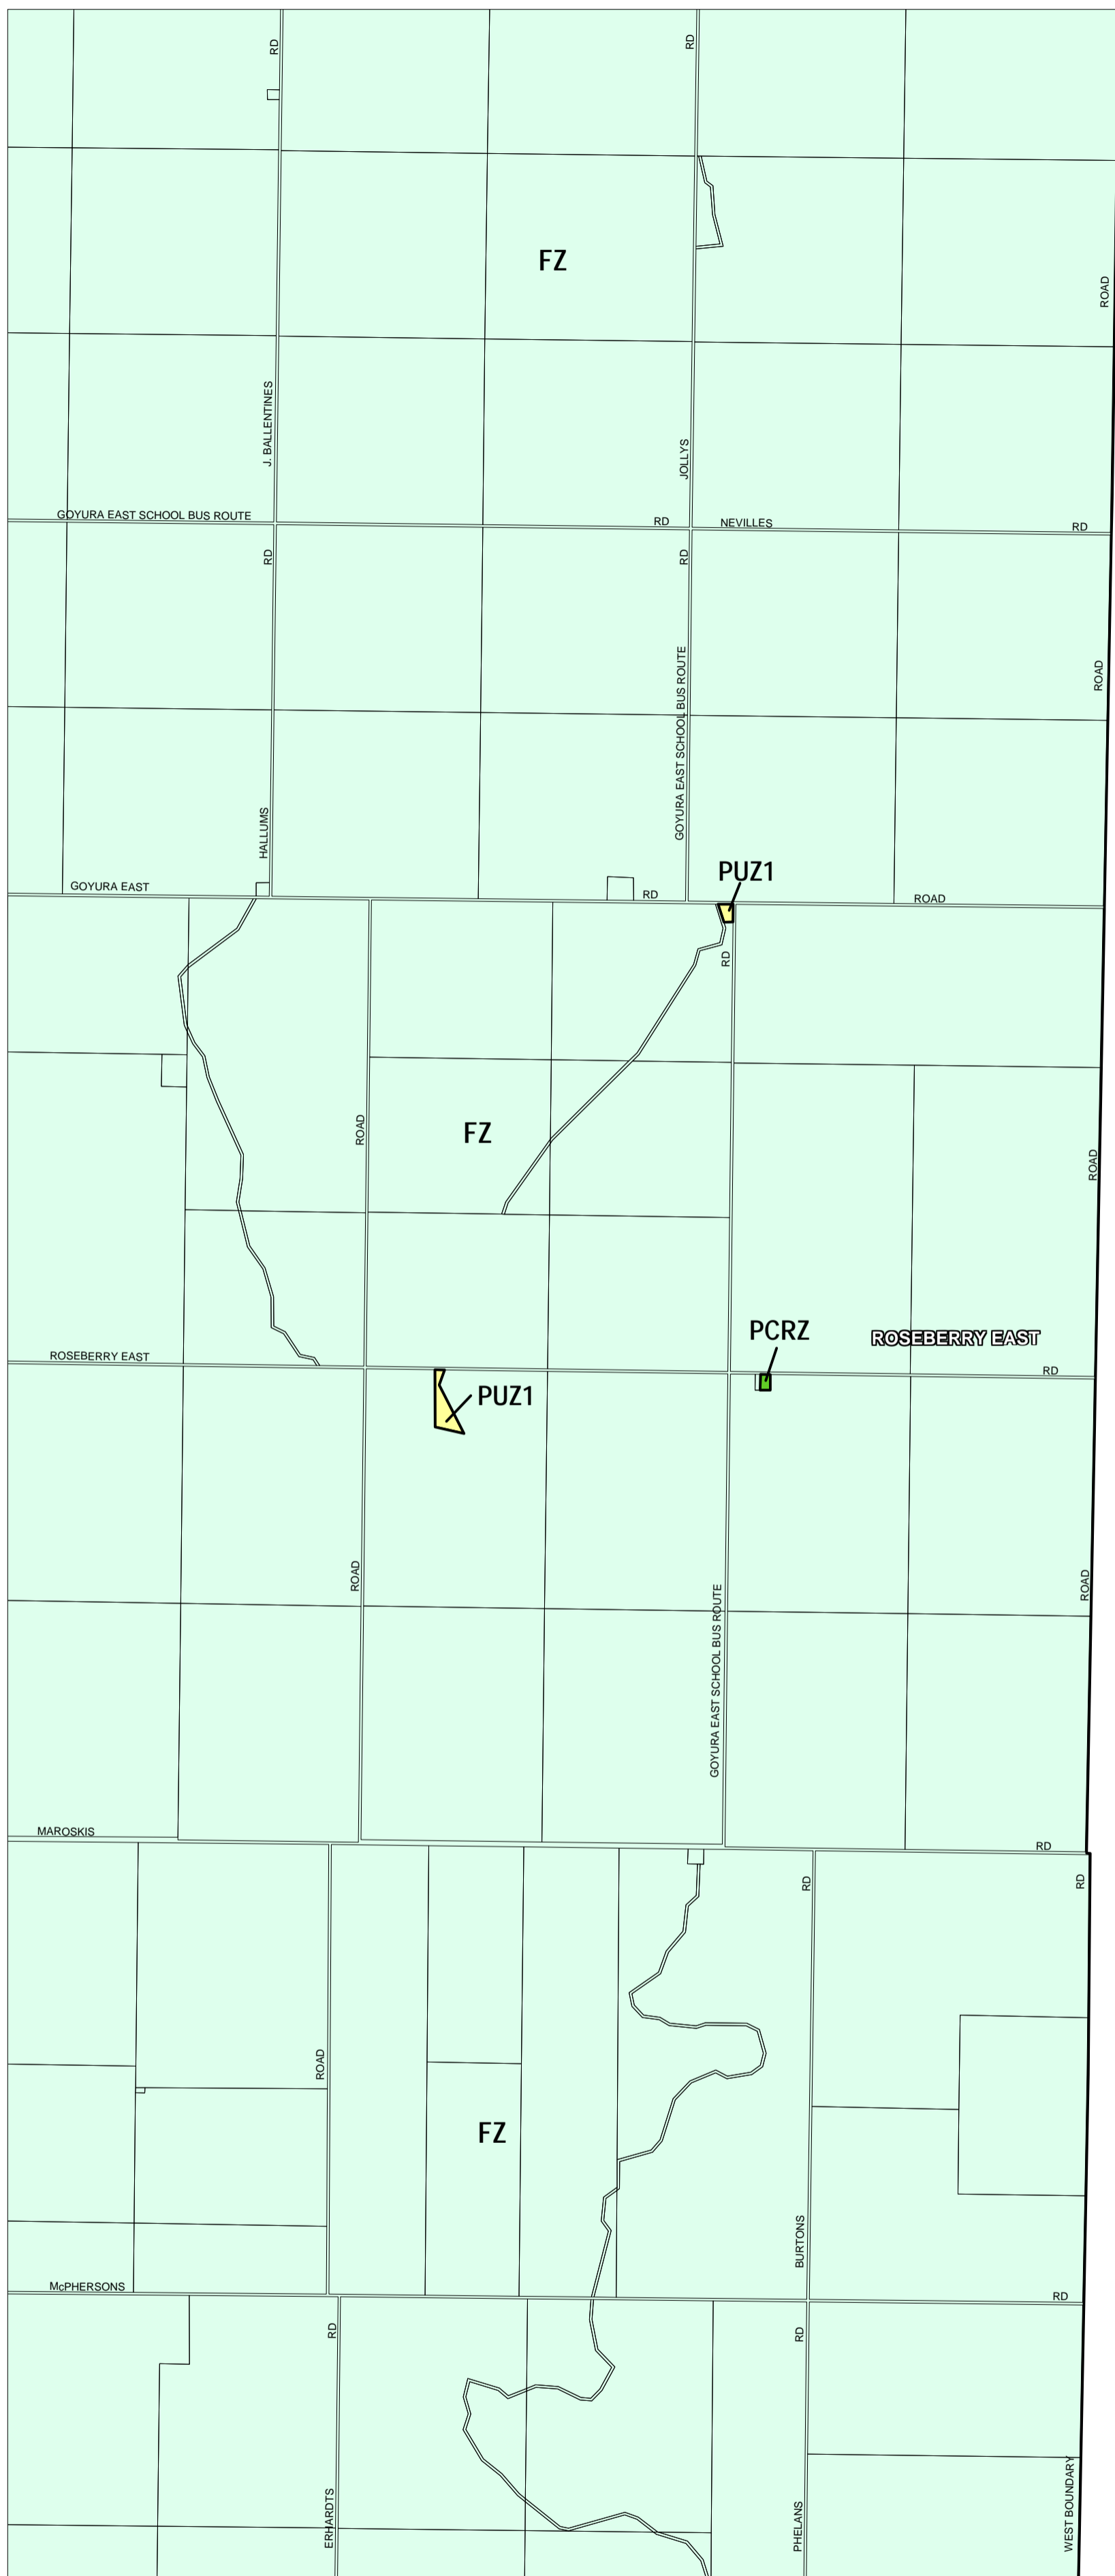 RD
RD
FZ
ROAD
J. BALLENTINES
JOLLYS
GOYURA EAST SCHOOL BUS ROUTE
RD
NEVILLES
RD
RD
RD
GOYURA EAST SCHOOL BUS ROUTE
ROAD
HALLUMS
PUZ1
GOYURA EAST
RD
ROAD
RD
FZ
ROAD
ROAD
PCRZ
ROSEBERRY EAST
ROSEBERRY EAST
RD
PUZ1
ROAD
ROAD
GOYURA EAST SCHOOL BUS ROUTE
MAROSKIS
RD
RD
RD
ROAD
FZ
BURTONS
McPHERSONS
RD
RD
RD
ERHARDTS
PHELANS
WEST BOUNDARY